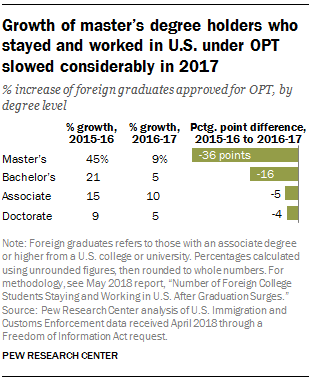 Growth of master's degree holders who
stayed and worked in U.S. under OPT
slowed considerably in 2017
% increase of foreign graduates approved for OPT, by
degree level
% growth, 2015-16 % growth, 2016-17 Pctg. point difference, 2015-16 to 2016-17
Master's 45% 9% -36 points
Bachelor's 21 5 -16
Associate 15 10 -5
Doctorate 9 5 -4
Note: Foreign graduates refers to those with an associate degree
or higher from a U.S. college or university. Percentages calculated
using unrounded figures, then rounded to whole numbers. For
methodology, see May 2018 report, "Number of Foreign College
Students Staying and Working in U.S. After Graduation Surges."
Source: Pew Research Center analysis of U.S. Immigration and
Customs Enforcement data received April 2018 through a
Freedom of Information Act request.
PEW RESEARCH CENTER